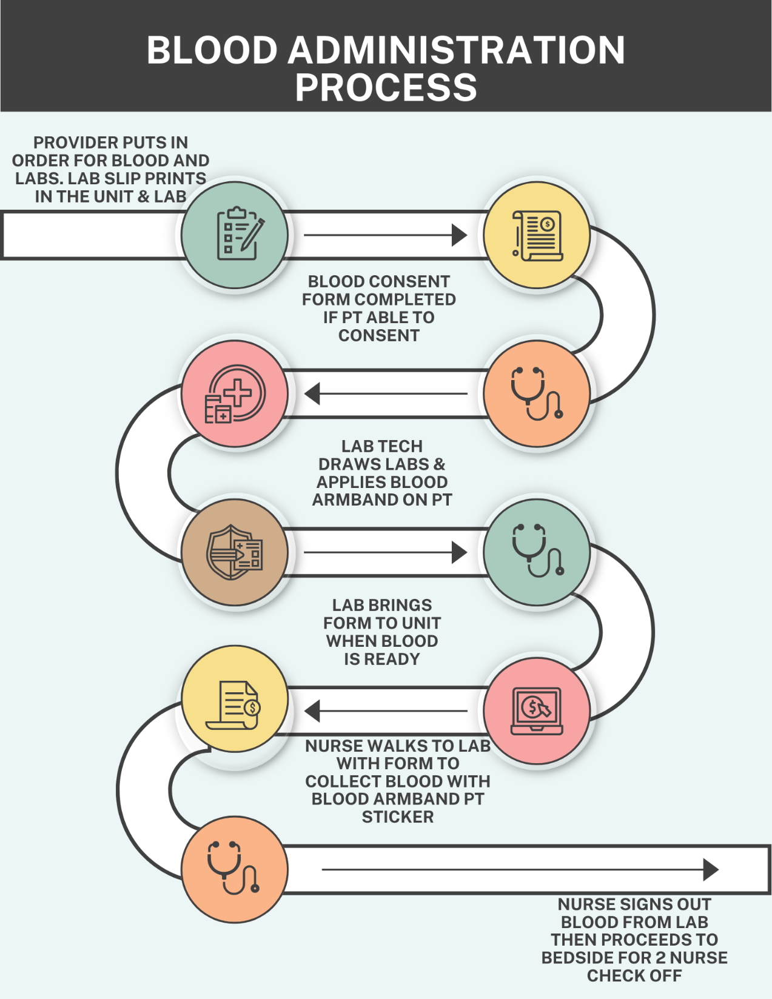 BLOOD ADMINISTRATION
PROCESS
PROVIDER PUTS IN
ORDER FOR BLOOD AND
LABS. LAB SLIP PRINTS
IN THE UNIT & LAB
$
BLOOD CONSENT
FORM COMPLETED
IF PT ABLE TO
CONSENT
LAB TECH
DRAWS LABS &
APPLIES BLOOD
ARMBAND ON PT
LAB BRINGS
FORM TO UNIT
WHEN BLOOD
IS READY
$
$
NURSE WALKS TO LAB
WITH FORM TO
COLLECT BLOOD WITH
BLOOD ARMBAND PT
STICKER
NURSE SIGNS OUT
BLOOD FROM LAB
THEN PROCEEDS TO
BEDSIDE FOR 2 NURSE
CHECK OFF